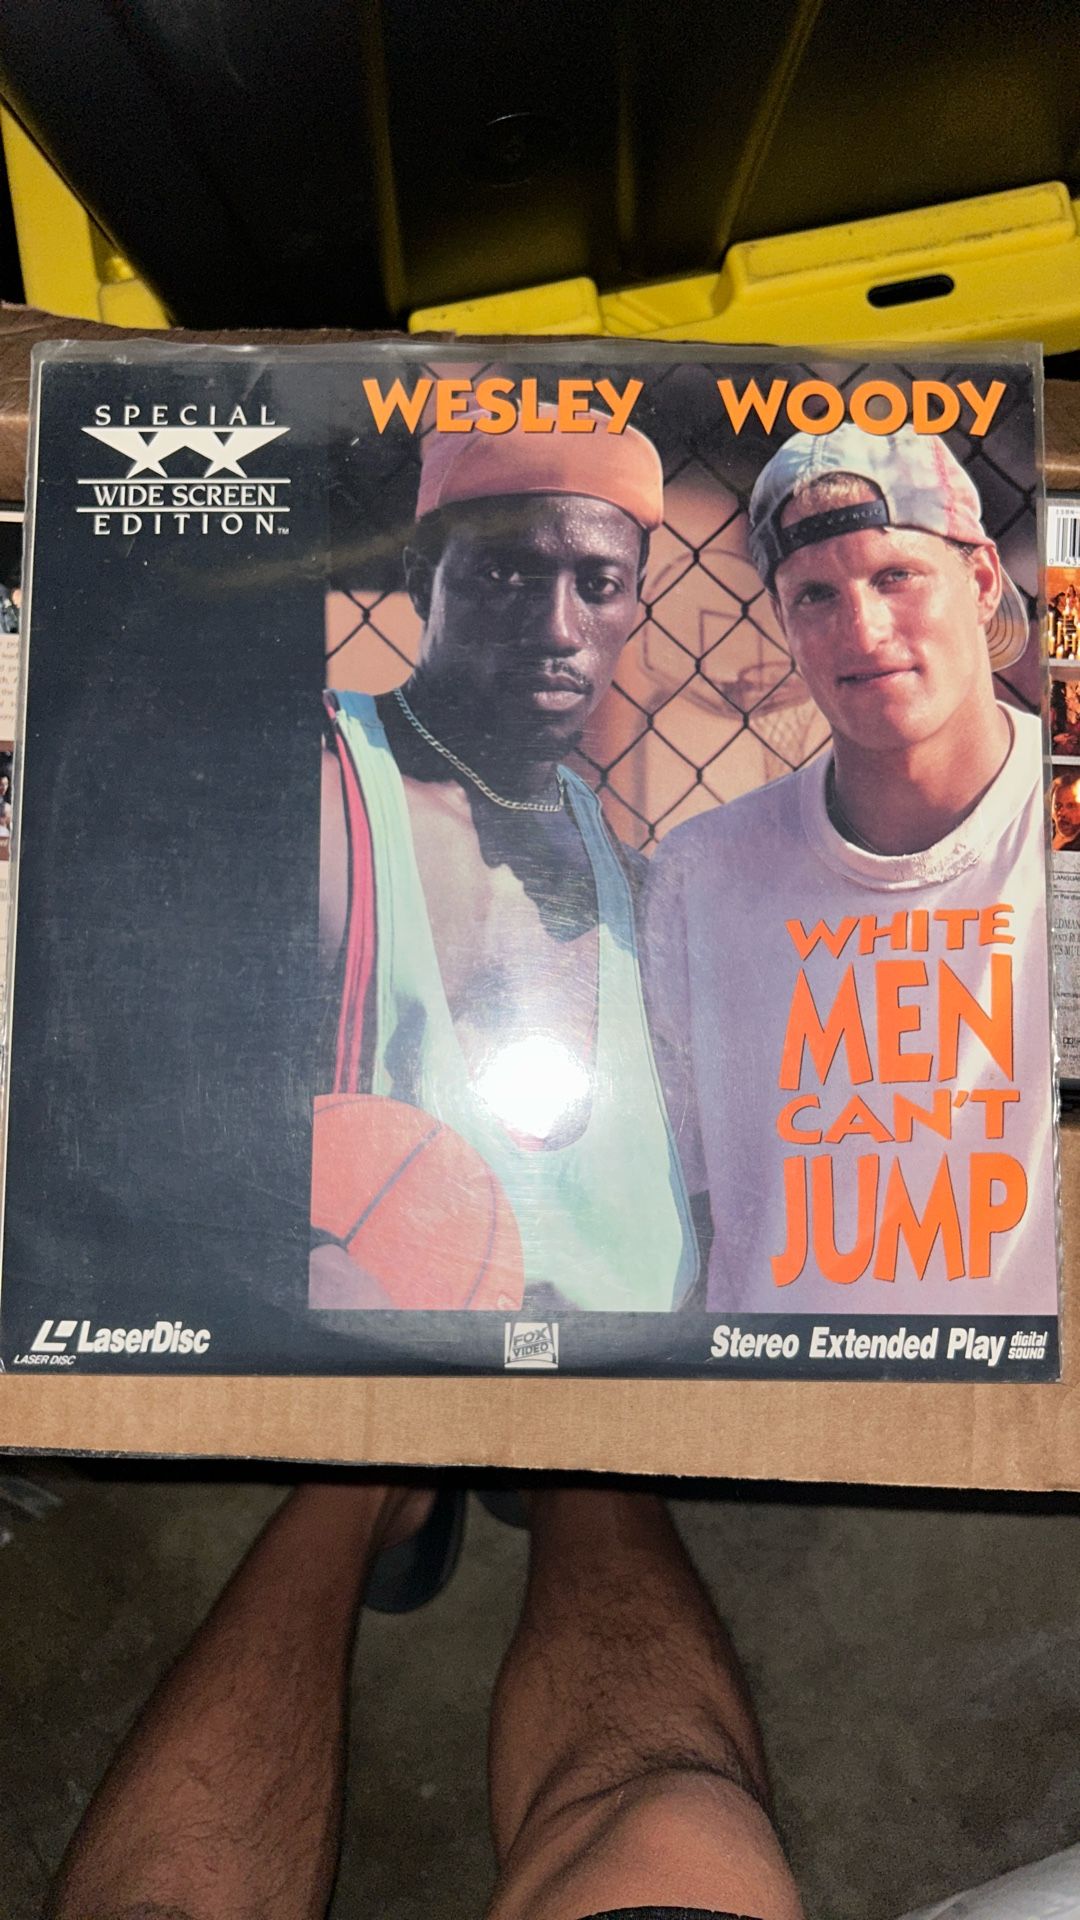 SPECIAL
WIDE SCREEN
EDITION™
WESLEY WOODY
WHITE
MEN
CAN'T
JUMP
LaserDisc
LASER DISC
FOX
VIDEO
Stereo Extended Play digital
SOUND